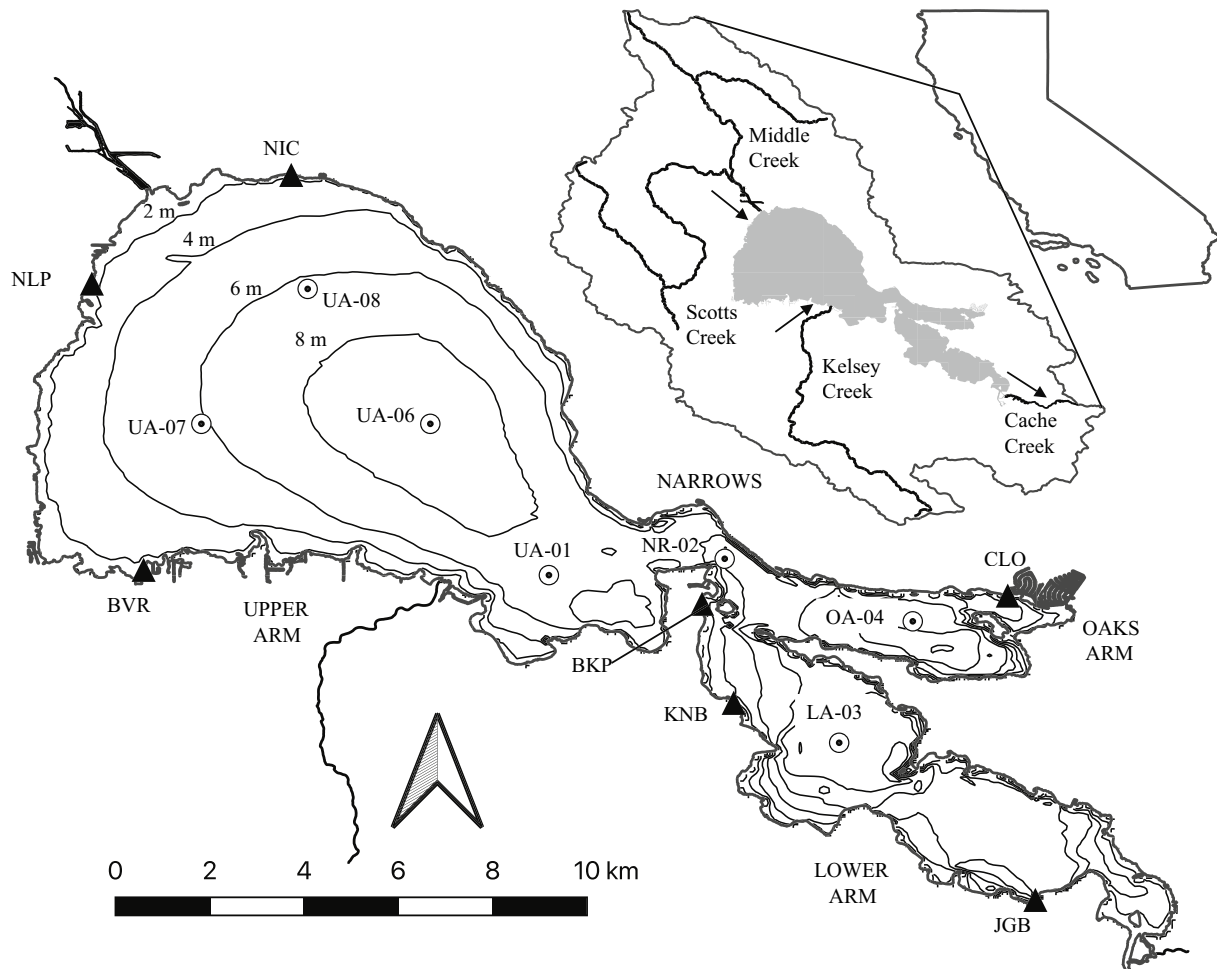 Middle
Creek
NIC
2 m
4 m
NLP
6 m
UA-08
Scotts
Creek
8 m
Kelsey
Creek
UA-06
UA-07
Cache
Creek
NARROWS
UA-01
NR-02
CLO
BVR
UPPER
ARM
OA-04
OAKS
ARM
BKP
KNB
LA-03
LOWER
ARM
JGB
0 2 4 6 8 10 km